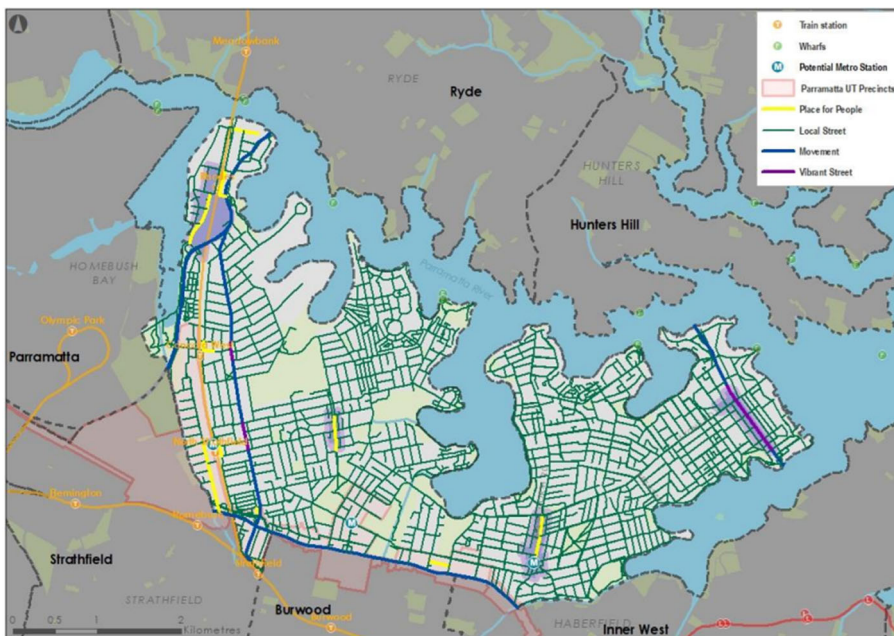 Meadowbank
Train station
Wharfs
Potential Metro Station
Parramatta UT Precincts
Place for People
Local Street
Movement
Vibrant Street
RYDE
Ryde
HUNTERS
HILL
Hunters Hill
HOMEBUSH
BAY
Parramatta River
Olympic Park
Parramatta
Flemington
Strathfield
STRATHFIELD
Burwood
Burwood
HABERFIELD
Inner West
0 0.5 1 2
Kilometres